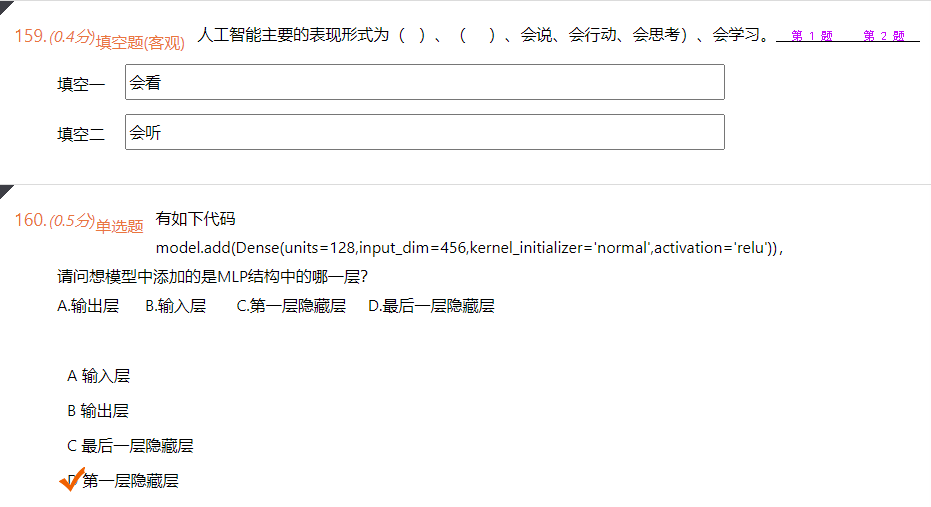 159.(0.4分)填空题(客观) 人工智能主要的表现形式为（ ）、（ ）、会说、会行动、会思考）、会学习。 第 1 题 第 2 题
填空一 会看
填空二 会听
160.(0.5分)单选题 有如下代码
model.add(Dense(units=128,input_dim=456,kernel_initializer='normal',activation='relu')),
请问想模型中添加的是MLP结构中的哪一层?
A.输出层 B.输入层 C.第一层隐藏层 D.最后一层隐藏层
A 输入层
B 输出层
C 最后一层隐藏层
D 第一层隐藏层